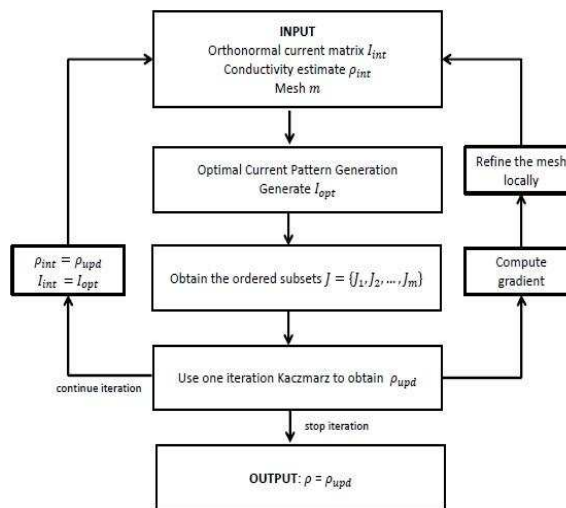 INPUT
Orthonormal current matrix I_int
Conductivity estimate ρ_int
Mesh m
Optimal Current Pattern Generation
Generate I_opt
Refine the mesh
locally
ρ_int = ρ_upd
I_int = I_opt
Obtain the ordered subsets J = {J_1, J_2, ..., J_m}
Compute
gradient
continue iteration
Use one iteration Kaczmarz to obtain ρ_upd
stop iteration
OUTPUT: ρ = ρ_upd